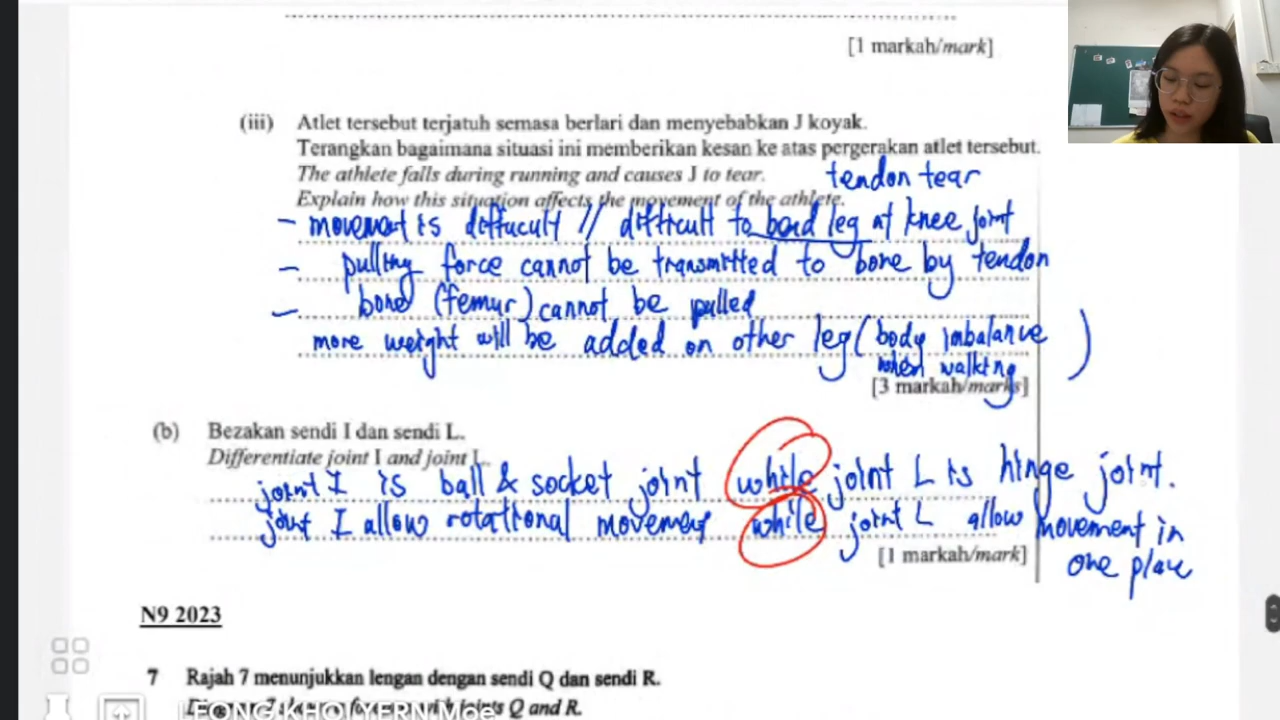 [1 markah/mark]
(iii) Atlet tersebut terjatuh semasa berlari dan menyebabkan J koyak.
Terangkan bagaimana situasi ini memberikan kesan ke atas pergerakan atlet tersebut.
The athlete falls during running and causes J to tear.
tendon tear
Explain how this situation affects the movement of the athlete.
- movement is difficult // difficult to bend leg at knee joint
- pulling force cannot be transmitted to bone by tendon
- bone (femur) cannot be pulled
more weight will be added on other leg (body imbalance
when walking )
[3 markah/marks]
(b) Bezakan sendi I dan sendi L.
Differentiate joint I and joint L.
joint I is ball & socket joint while joint L is hinge joint.
joint I allow rotational movement while joint L allow movement in
[1 markah/mark]
one place
N9 2023
7 Rajah 7 menunjukkan lengan dengan sendi Q dan sendi R.
joints Q and R.